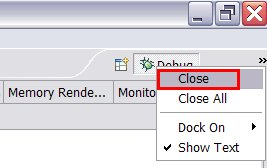 Debug
Close
Memory Rende...
Monito
Close All
Dock On
Show Text